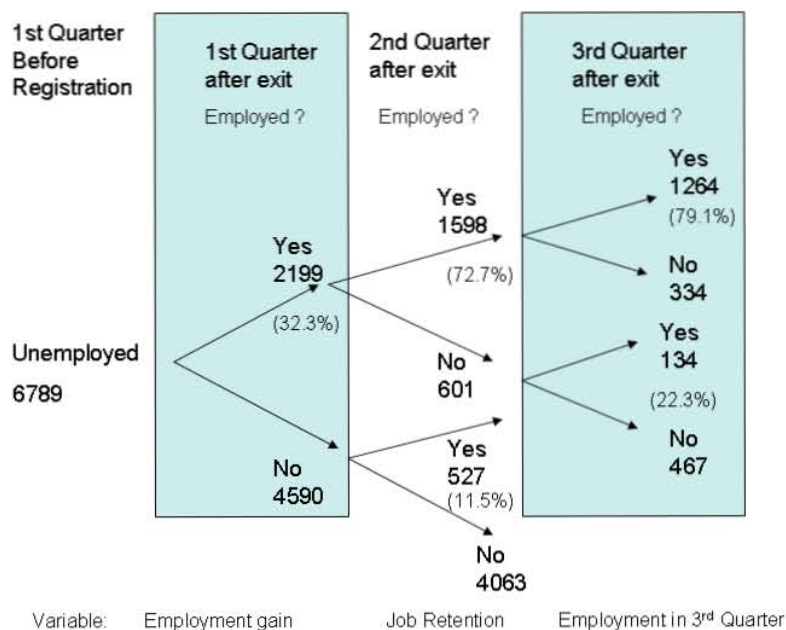 1st Quarter
Before
Registration
1st Quarter
after exit
Employed ?
2nd Quarter
after exit
Employed ?
3rd Quarter
after exit
Employed ?
Yes
1264
(79.1%)
Yes
1598
(72.7%)
No
334
Yes
2199
(32.3%)
Unemployed
6789
No
601
Yes
134
(22.3%)
No
467
No
4590
Yes
527
(11.5%)
No
4063
Variable: Employment gain Job Retention Employment in 3rd Quarter